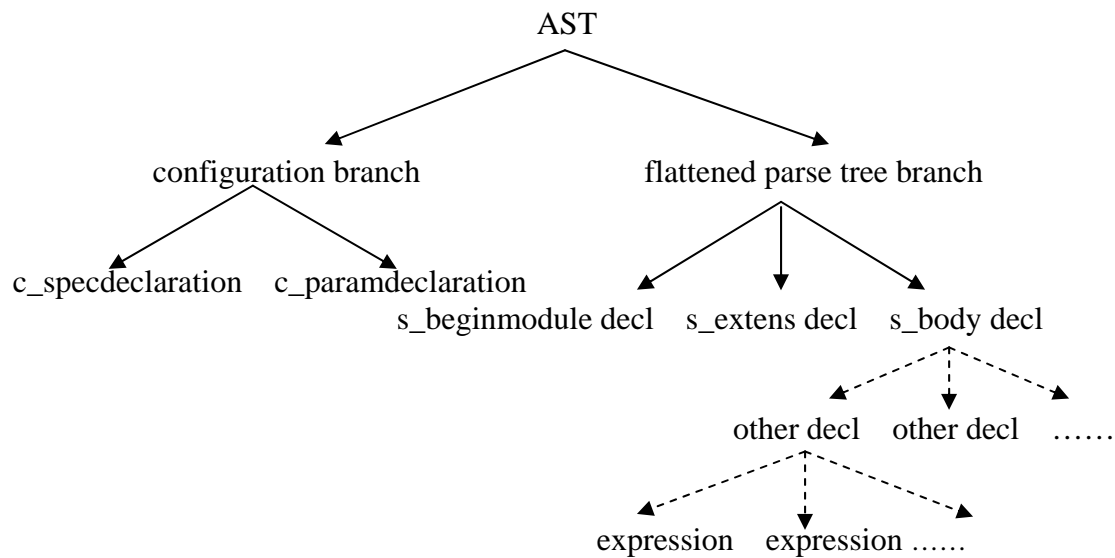 AST
configuration branch
flattened parse tree branch
c_specdeclaration
c_paramdeclaration
s_beginmodule decl
s_extens decl
s_body decl
other decl
other decl
……
expression
expression ……